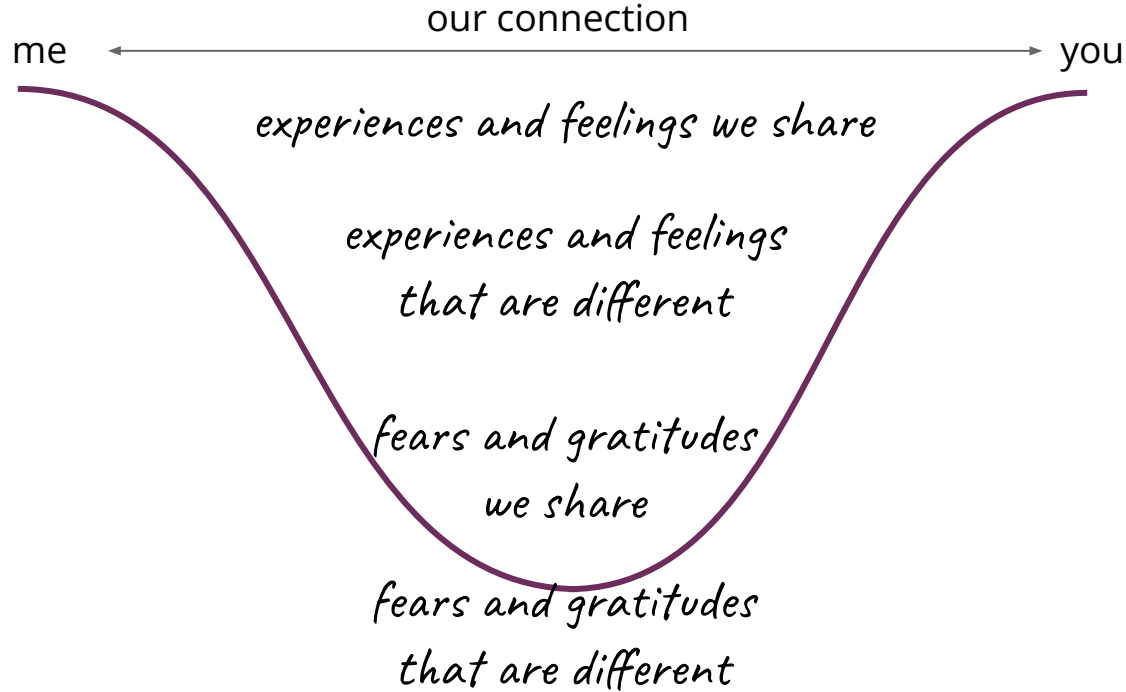 our connection
me you
experiences and feelings we share
experiences and feelings
that are different
fears and gratitudes
we share
fears and gratitudes
that are different